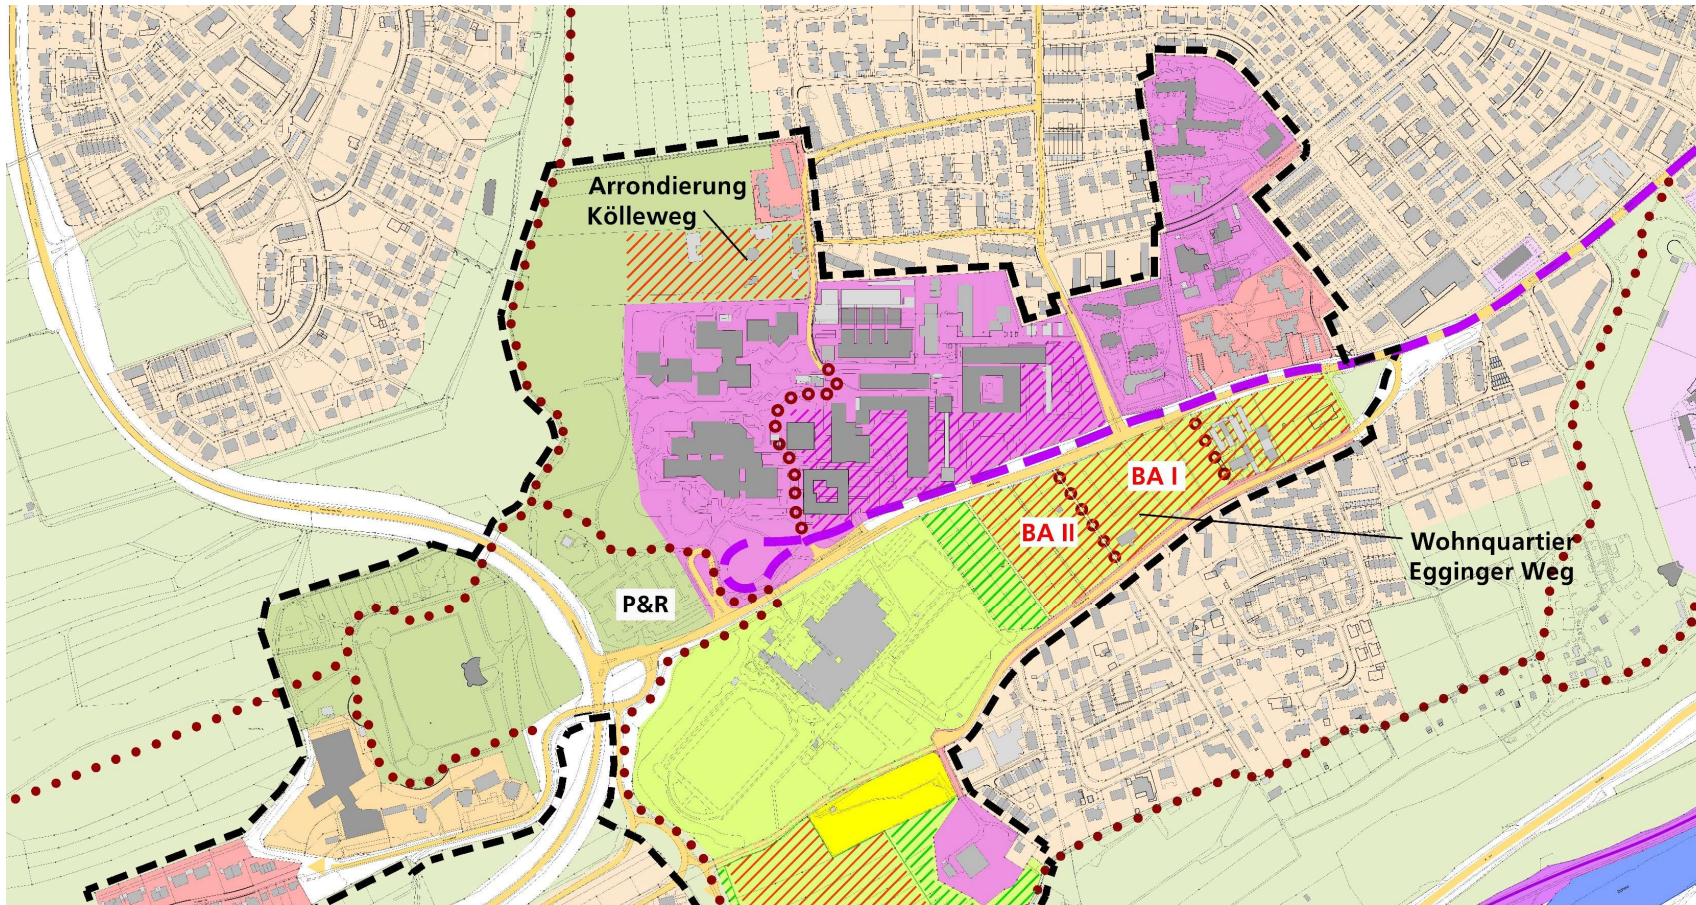 Arrondierung
Kölleweg
BA I
BA II
Wohnquartier
Egginger Weg
P&R